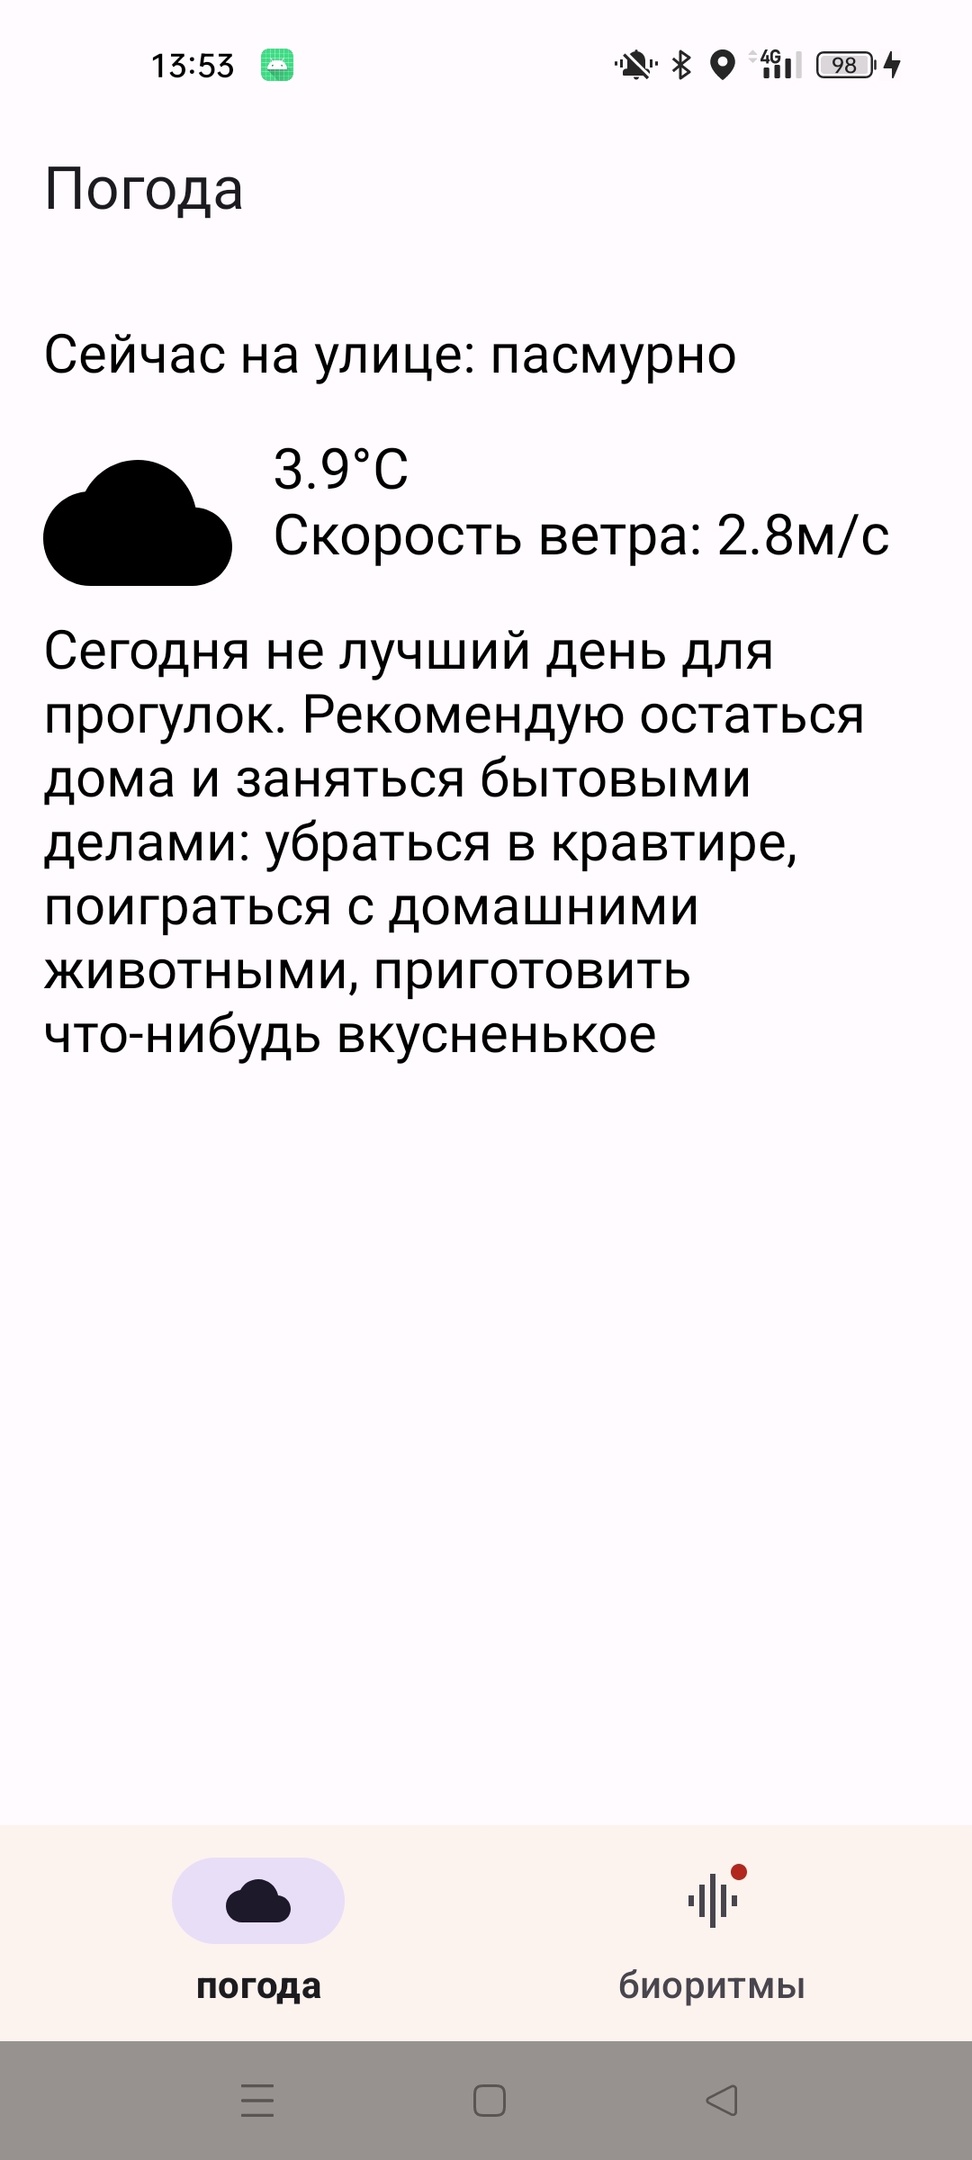 13:53
4G
98
Погода
Сейчас на улице: пасмурно
3.9°C
Скорость ветра: 2.8м/с
Сегодня не лучший день для
прогулок. Рекомендую остаться
дома и заняться бытовыми
делами: убраться в кравтире,
поиграться с домашними
животными, приготовить
что-нибудь вкусненькое
погода
биоритмы